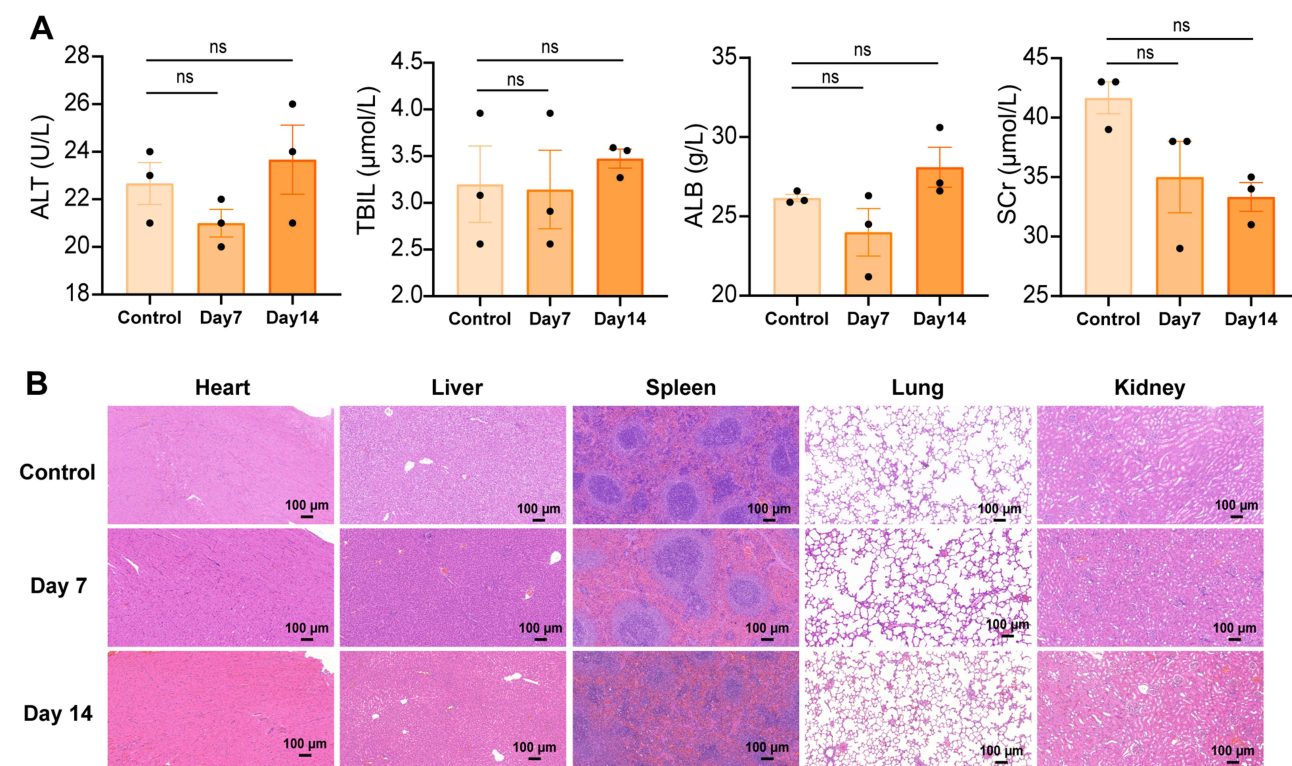 A
ALT (U/L)
28
26
24
22
20
18
ns
ns
Control Day7 Day14
TBIL (μmol/L)
4.5
4.0
3.5
3.0
2.5
2.0
ns
ns
Control Day7 Day14
ALB (g/L)
35
30
25
20
ns
ns
Control Day7 Day14
SCr (μmol/L)
45
40
35
30
25
ns
ns
Control Day7 Day14
B
Heart Liver Spleen Lung Kidney
Control
100 μm 100 μm 100 μm 100 μm 100 μm
Day 7
100 μm 100 μm 100 μm 100 μm 100 μm
Day 14
100 μm 100 μm 100 μm 100 μm 100 μm